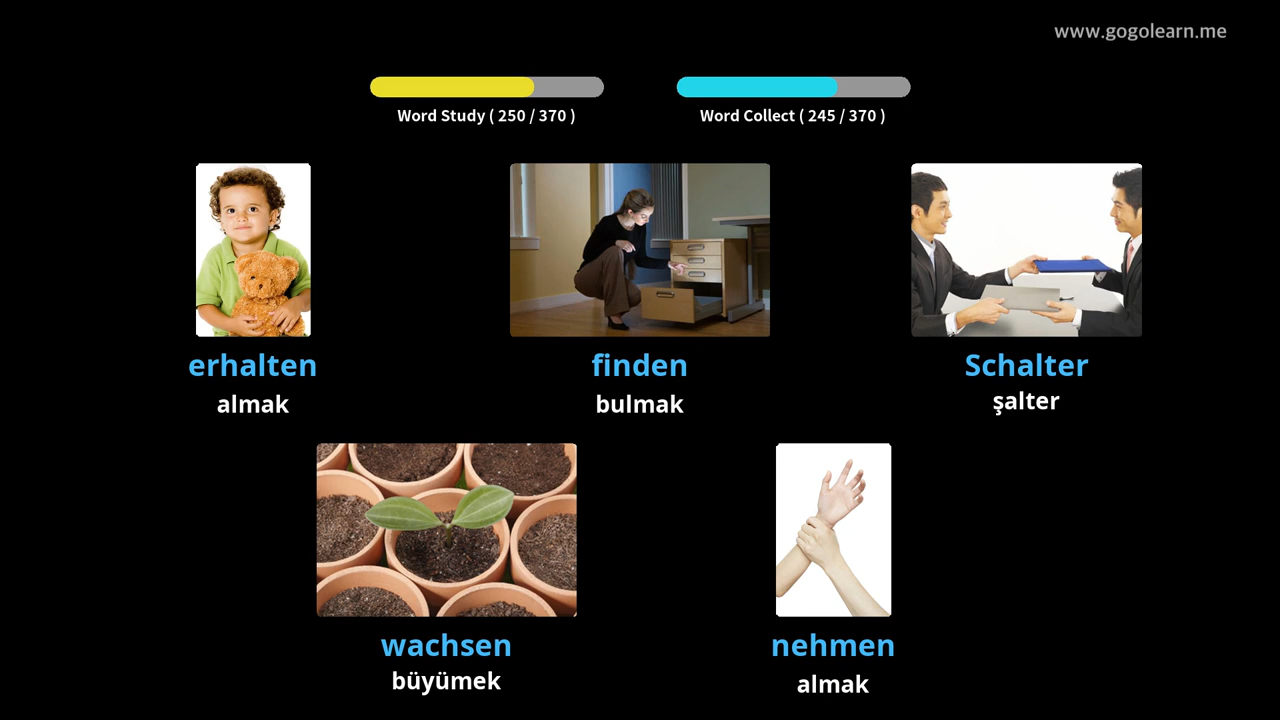 www.gogolearn.me
Word Study ( 250 / 370 )
Word Collect ( 245 / 370 )
erhalten
almak
finden
bulmak
Schalter
şalter
wachsen
büyümek
nehmen
almak